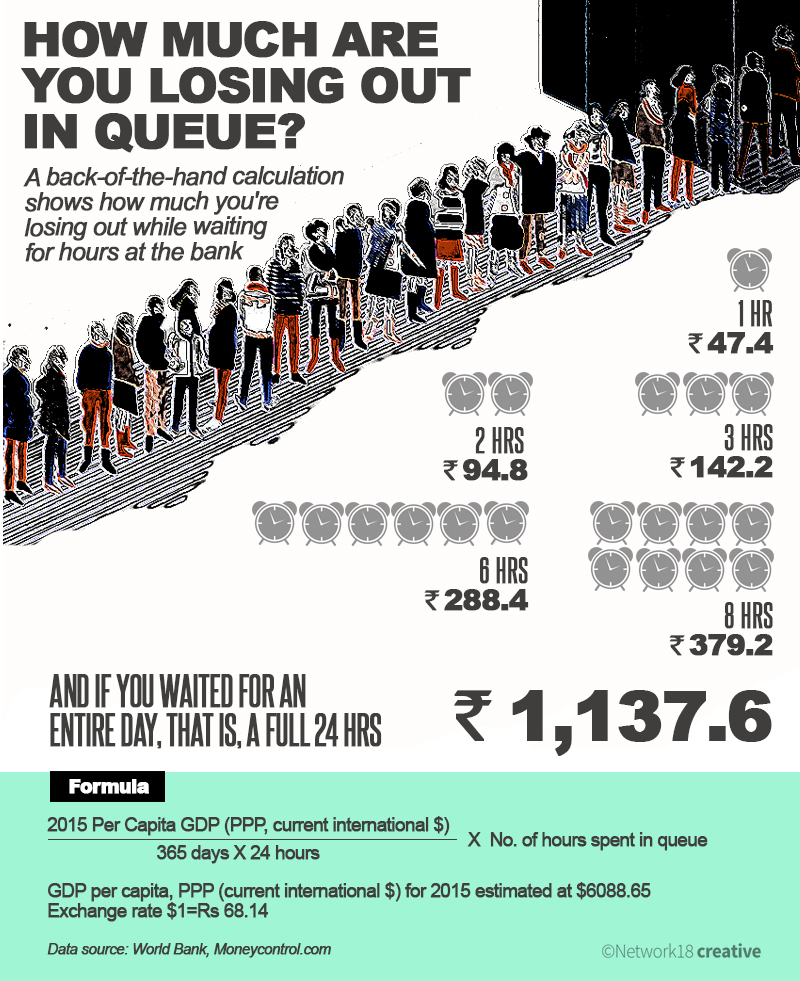 HOW MUCH ARE
YOU LOSING OUT
IN QUEUE?
A back-of-the-hand calculation
shows how much you're
losing out while waiting
for hours at the bank
1 HR
₹ 47.4
2 HRS
₹ 94.8
3 HRS
₹ 142.2
6 HRS
₹ 288.4
8 HRS
₹ 379.2
AND IF YOU WAITED FOR AN
ENTIRE DAY, THAT IS, A FULL 24 HRS
₹ 1,137.6
Formula
2015 Per Capita GDP (PPP, current international $)
365 days X 24 hours
X No. of hours spent in queue
GDP per capita, PPP (current international $) for 2015 estimated at $6088.65
Exchange rate $1=Rs 68.14
Data source: World Bank, Moneycontrol.com
©Network18 creative